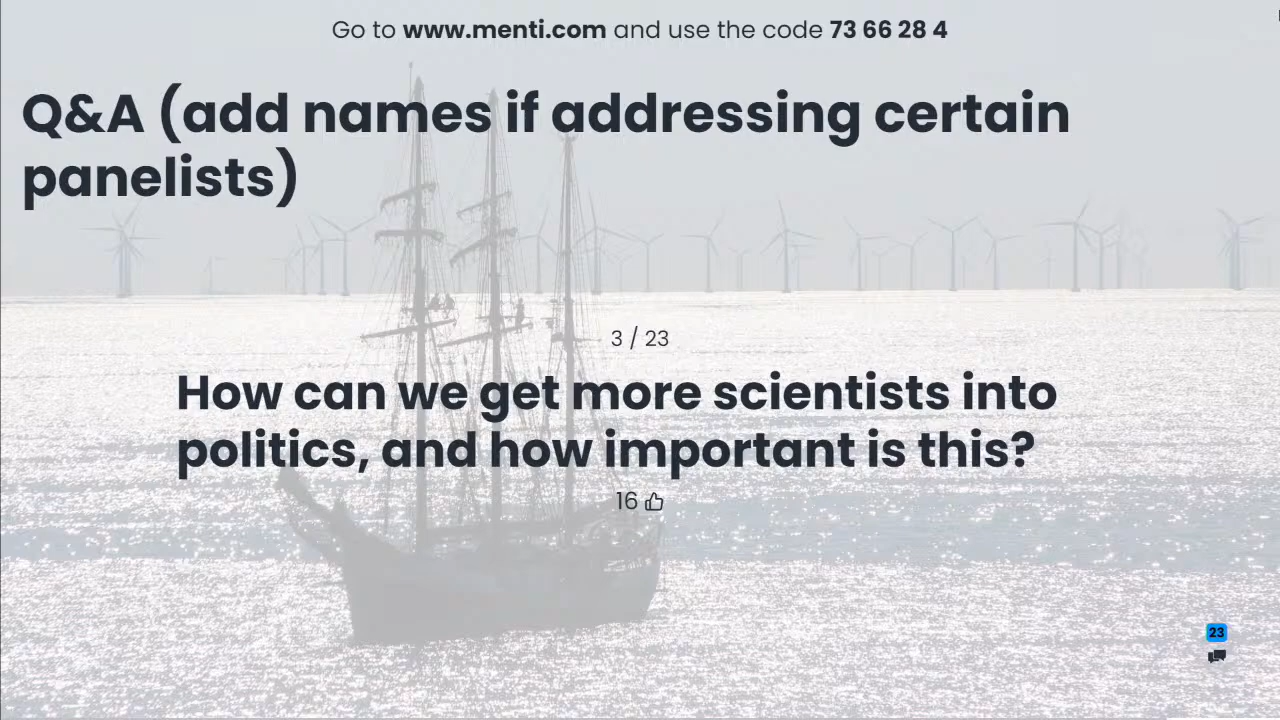 Go to www.menti.com and use the code 73 66 28 4
Q&A (add names if addressing certain
panelists)
3 / 23
How can we get more scientists into
politics, and how important is this?
16
23